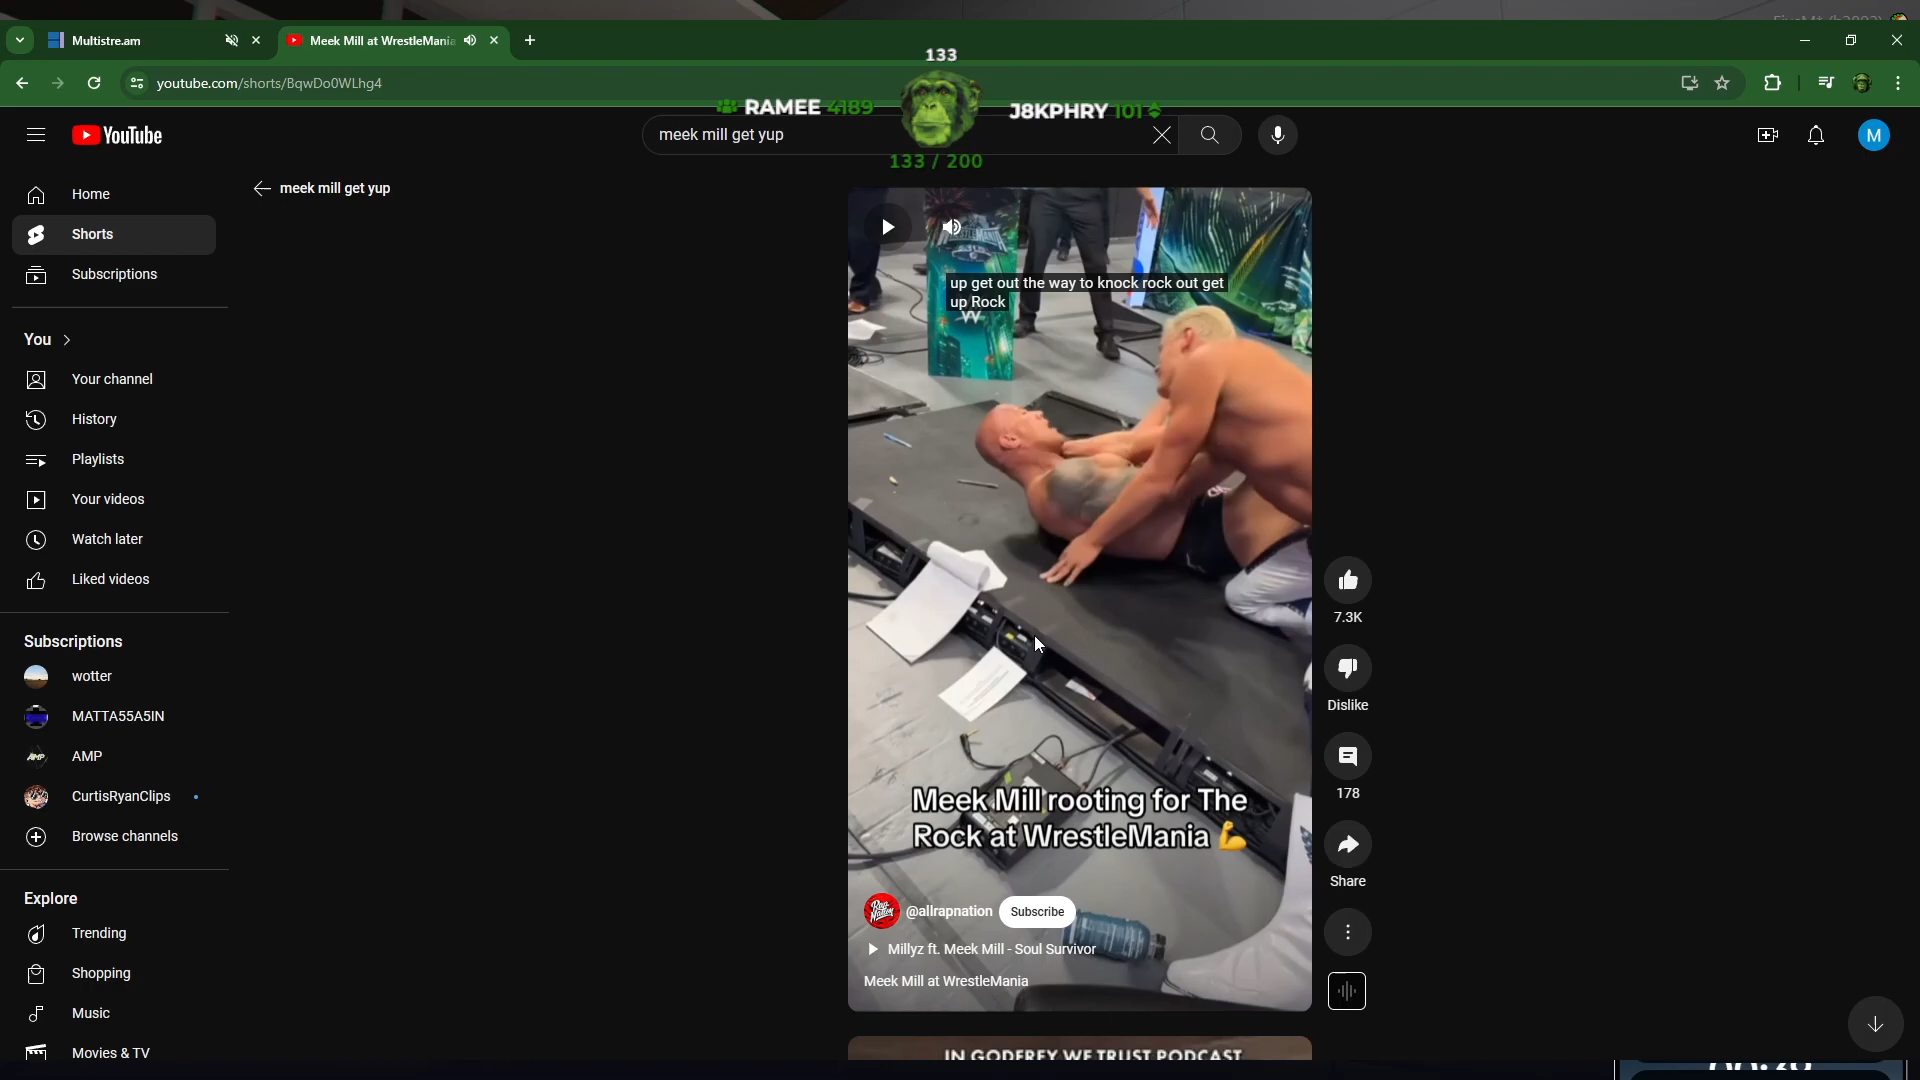 Multistre.am
Meek Mill at WrestleMania
133
youtube.com/shorts/BqwDo0WLhg4
RAMEE 4189
J8KPHRY 101
YouTube
meek mill get yup
133 / 200
M
meek mill get yup
Home
Shorts
Subscriptions
You
Your channel
History
Playlists
Your videos
Watch later
Liked videos
Subscriptions
wotter
MATTA55A5IN
AMP
CurtisRyanClips
Browse channels
Explore
Trending
Shopping
Music
Movies & TV
up get out the way to knock rock out get
up Rock
Meek Mill rooting for The
Rock at WrestleMania 💪
@allrapnation
Subscribe
Millyz ft. Meek Mill - Soul Survivor
Meek Mill at WrestleMania
7.3K
Dislike
178
Share
IN GODFREY WE TRUST PODCAST